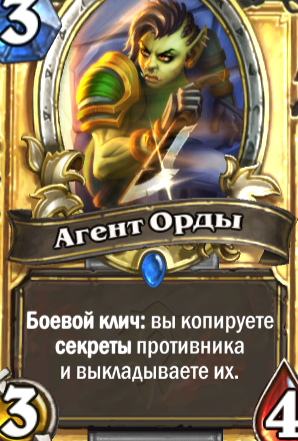 3
Агент Орды
Боевой клич: вы копируете
секреты противника
и выкладываете их.
3
4